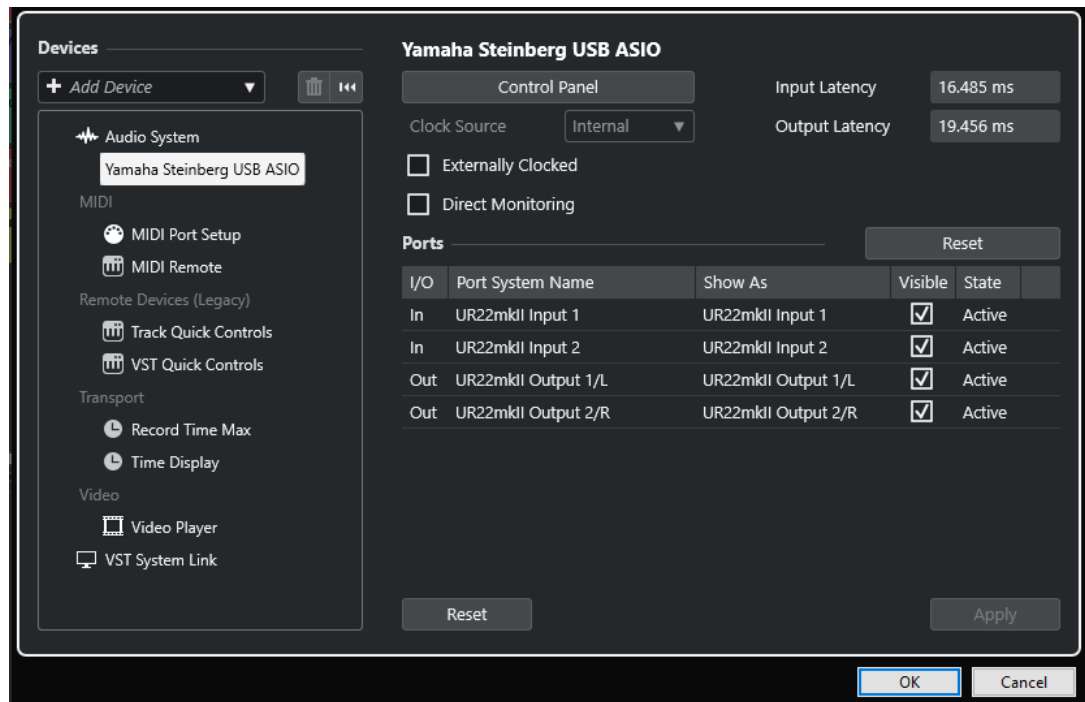 Devices
Add Device
Audio System
Yamaha Steinberg USB ASIO
MIDI
MIDI Port Setup
MIDI Remote
Remote Devices (Legacy)
Track Quick Controls
VST Quick Controls
Transport
Record Time Max
Time Display
Video
Video Player
VST System Link
Yamaha Steinberg USB ASIO
Control Panel
Input Latency 16.485 ms
Clock Source Internal
Output Latency 19.456 ms
Externally Clocked
Direct Monitoring
Ports
Reset
I/O Port System Name Show As Visible State
In UR22mkII Input 1 UR22mkII Input 1 Active
In UR22mkII Input 2 UR22mkII Input 2 Active
Out UR22mkII Output 1/L UR22mkII Output 1/L Active
Out UR22mkII Output 2/R UR22mkII Output 2/R Active
Reset
Apply
OK
Cancel